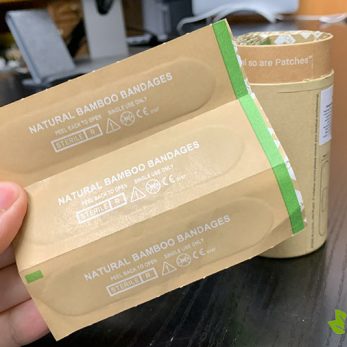 NATURAL BAMBOO BANDAGES
PEEL BACK TO OPEN SINGLE USE ONLY
STERILE R
NATURAL BAMBOO BANDAGES
PEEL BACK TO OPEN SINGLE USE ONLY
STERILE R
NATURAL BAMBOO BANDAGES
PEEL BACK TO OPEN SINGLE USE ONLY
STERILE R
so are Patches"